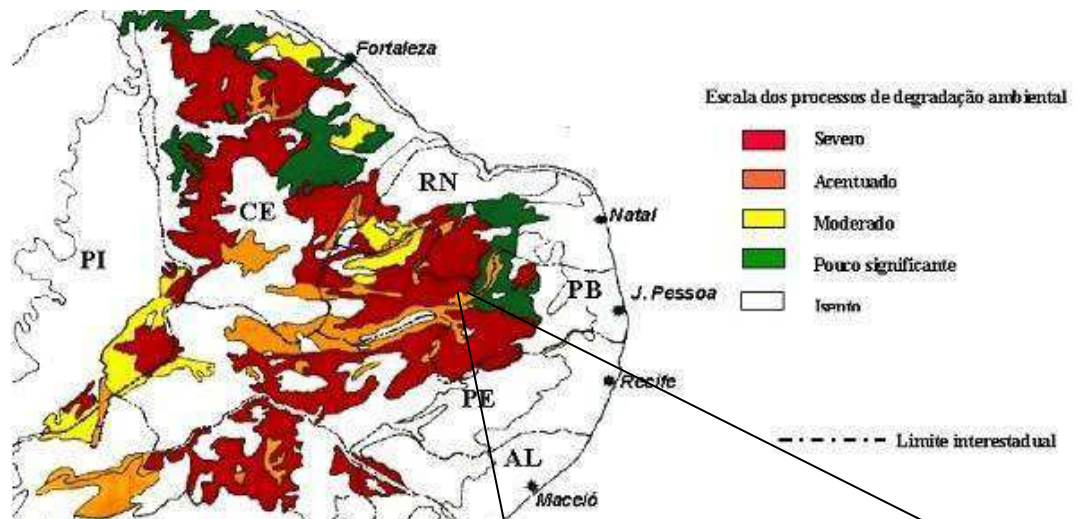 Fortaleza
RN
CE
Natal
PI
PB
J. Pessoa
Recife
PE
AL
Maceió
Escala dos processos de degradação ambiental
Severo
Acentuado
Moderado
Pouco significante
Isento
Limite interestadual